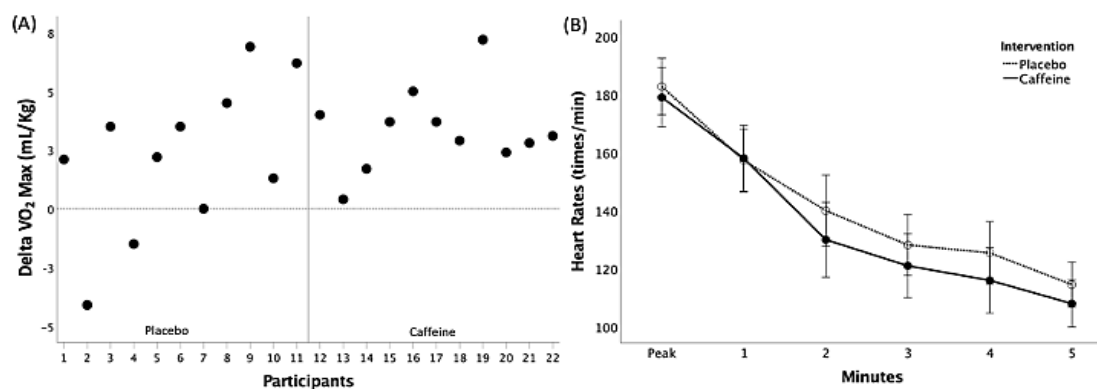 (A)
Delta VO₂ Max (mL/Kg)
8
5
3
0
-3
-5
Placebo
Caffeine
1 2 3 4 5 6 7 8 9 10 11 12 13 14 15 16 17 18 19 20 21 22
Participants
(B)
Heart Rates (times/min)
200
180
160
140
120
100
Intervention
Placebo
Caffeine
Peak 1 2 3 4 5
Minutes